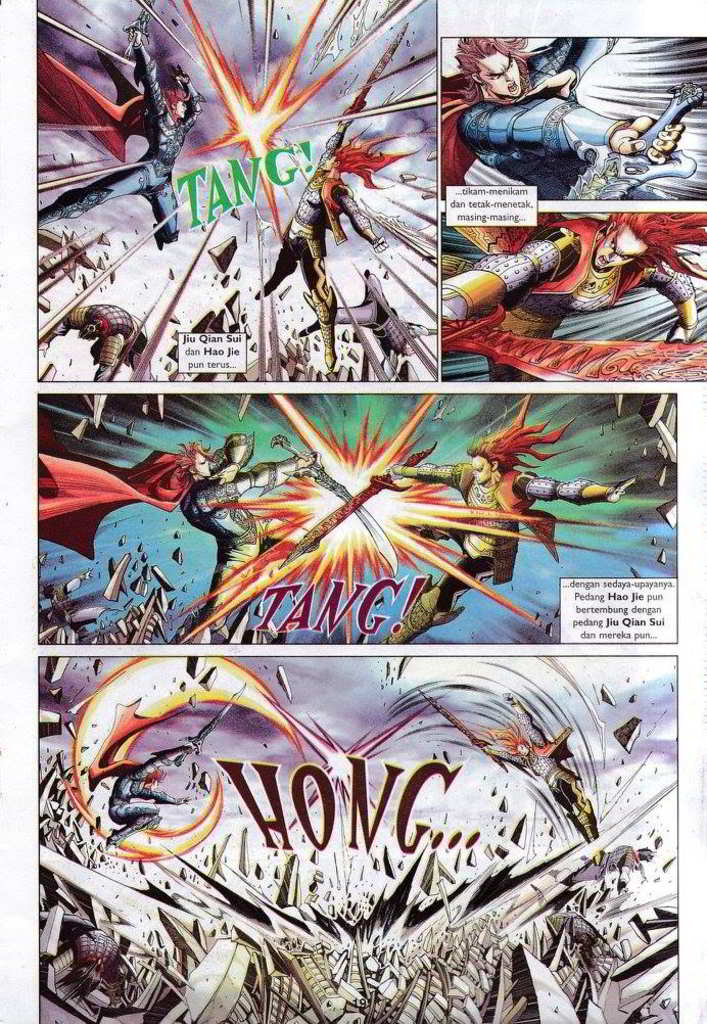 TANG!
Jiu Qian Sui
dan Hao Jie
pun terus...
...tikam-menikam
dan tetak-menetak,
masing-masing...
TANG!
...dengan sedaya-upayanya.
Pedang Hao Jie pun
bertembung dengan
pedang Jiu Qian Sui
dan mereka pun...
HONG...